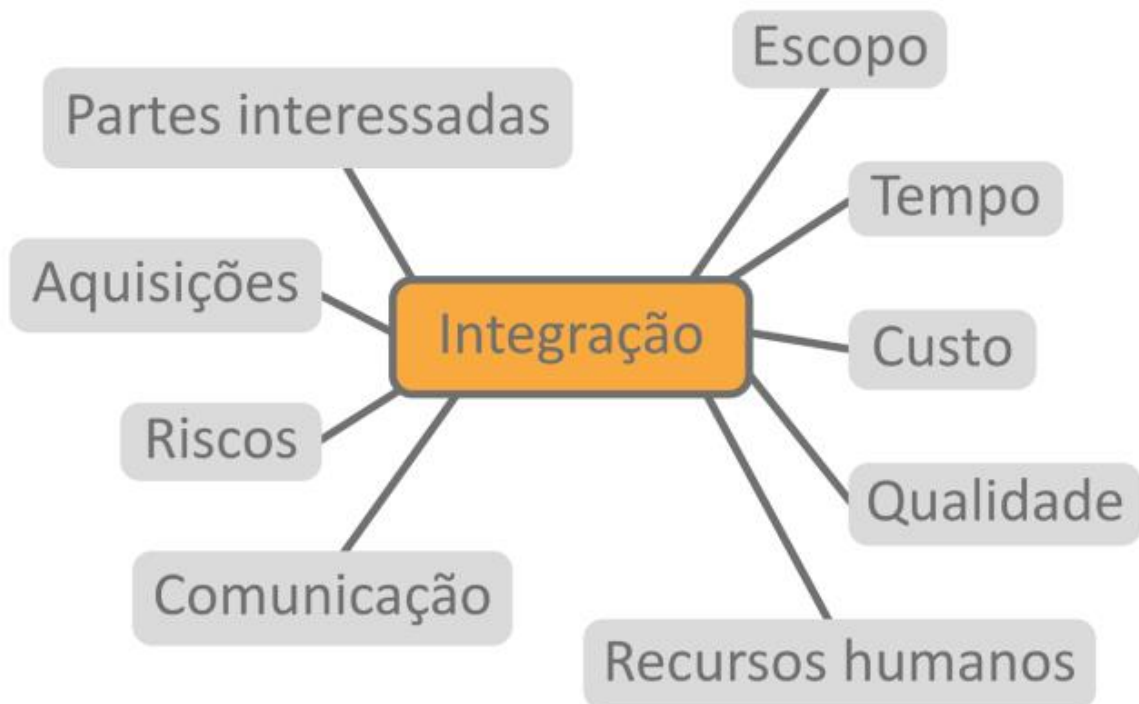 Escopo
Partes interessadas
Tempo
Aquisições
Integração
Custo
Riscos
Qualidade
Comunicação
Recursos humanos